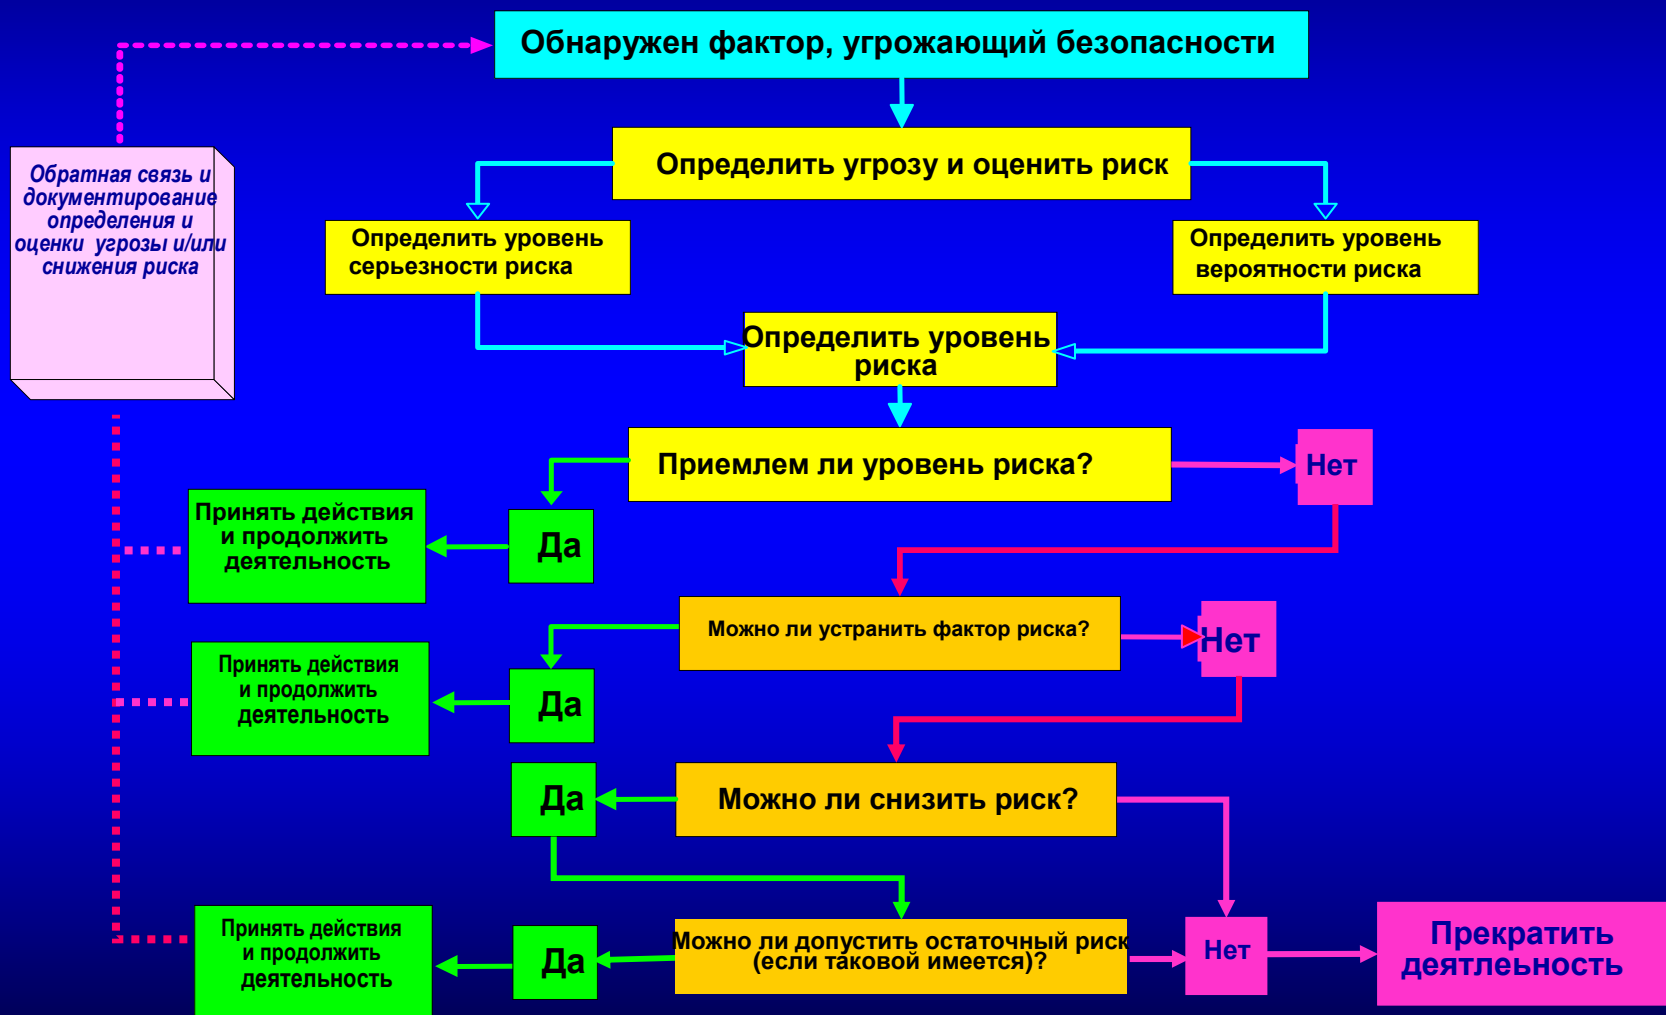 Обнаружен фактор, угрожающий безопасности
Обратная связь и
документирование
определения и
оценки угрозы и/или
снижения риска
Определить угрозу и оценить риск
Определить уровень
серьезности риска
Определить уровень
вероятности риска
Определить уровень
риска
Приемлем ли уровень риска?
Нет
Принять действия
и продолжить
деятельность
Да
Можно ли устранить фактор риска?
Нет
Принять действия
и продолжить
деятельность
Да
Да
Можно ли снизить риск?
Принять действия
и продолжить
деятельность
Да
Можно ли допустить остаточный риск
(если таковой имеется)?
Нет
Прекратить
деятлеьность